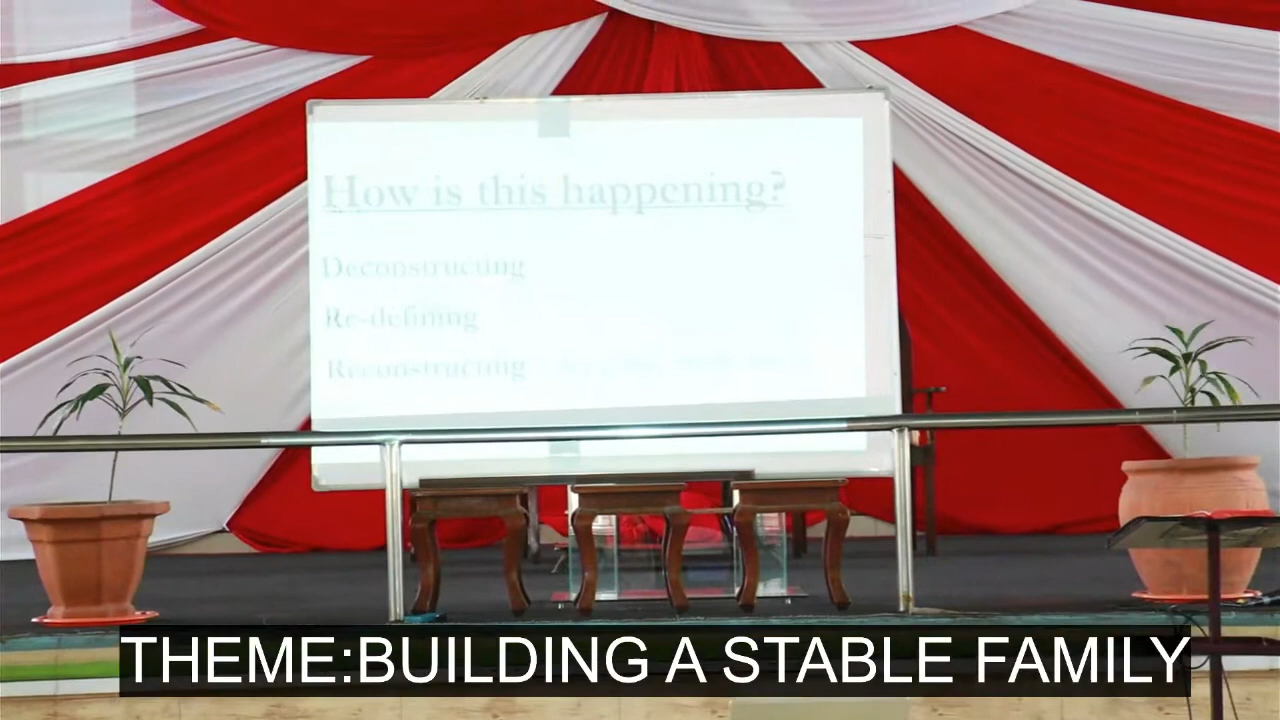 How is this happening?
Deconstructing
Re-defining
Reconstructing
THEME:BUILDING A STABLE FAMILY